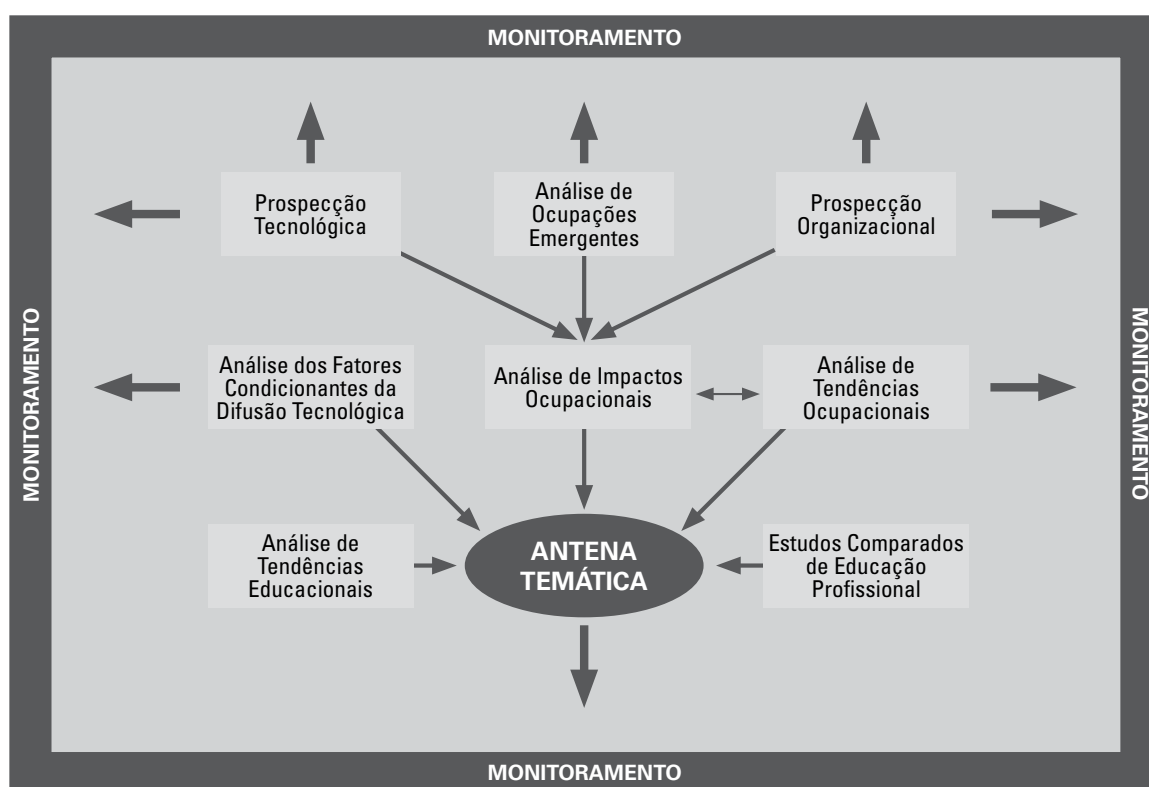 MONITORAMENTO
Prospecção
Tecnológica
Análise de
Ocupações
Emergentes
Prospecção
Organizacional
MONITORAMENTO
MONITORAMENTO
Análise dos Fatores
Condicionantes da
Difusão Tecnológica
Análise de Impactos
Ocupacionais
Análise de
Tendências
Ocupacionais
Análise de
Tendências
Educacionais
ANTENA
TEMÁTICA
Estudos Comparados
de Educação
Profissional
MONITORAMENTO